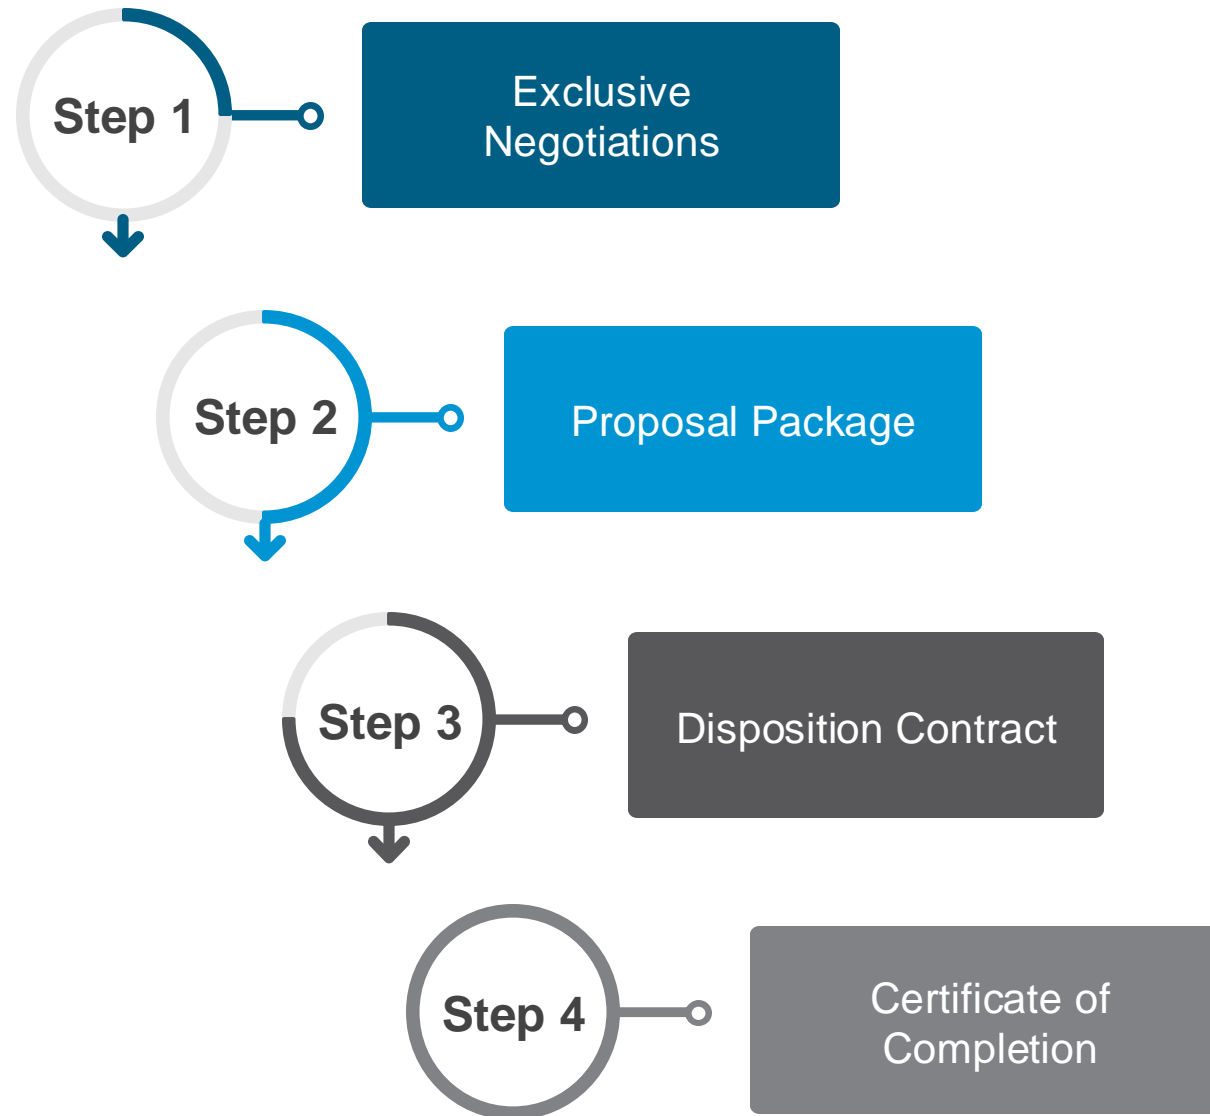 Step 1
Exclusive
Negotiations
Step 2
Proposal Package
Step 3
Disposition Contract
Step 4
Certificate of
Completion